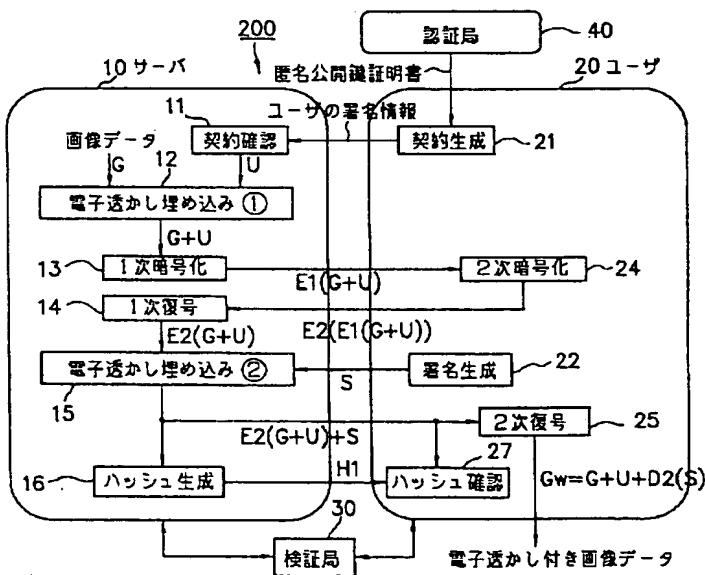 200
認証局
40
10 サーバ
匿名公開鍵証明書
20 ユーザ
11
ユーザの署名情報
画像データ
契約確認
契約生成
21
G
12
U
電子透かし埋め込み ①
G+U
13
1次暗号化
2次暗号化
24
E1(G+U)
14
1次復号
E2(G+U)
E2(E1(G+U))
電子透かし埋め込み ②
署名生成
22
15
S
2次復号
25
E2(G+U)+S
27
16
ハッシュ生成
H1
ハッシュ確認
Gw=G+U+D2(S)
30
検証局
電子透かし付き画像データ